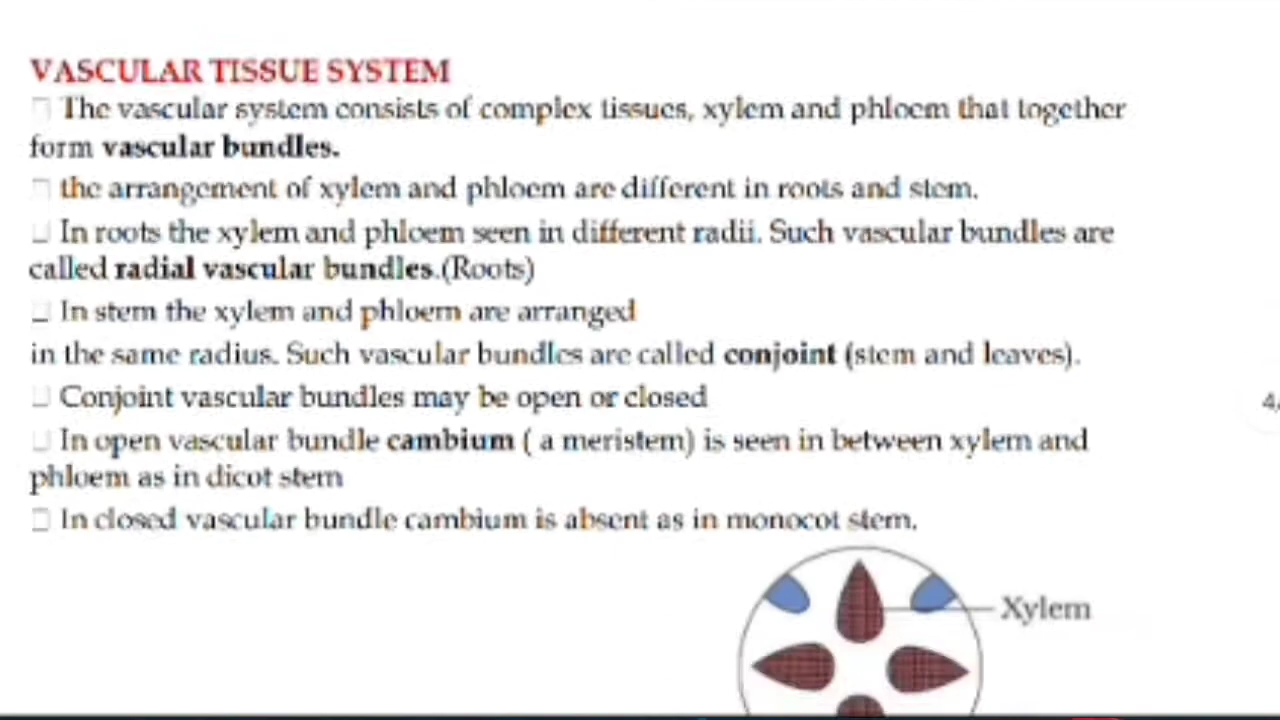 VASCULAR TISSUE SYSTEM
The vascular system consists of complex tissues, xylem and phloem that together
form vascular bundles.
the arrangement of xylem and phloem are different in roots and stem.
In roots the xylem and phloem seen in different radii. Such vascular bundles are
called radial vascular bundles.(Roots)
In stem the xylem and phloem are arranged
in the same radius. Such vascular bundles are called conjoint (stem and leaves).
Conjoint vascular bundles may be open or closed
In open vascular bundle cambium ( a meristem) is seen in between xylem and
phloem as in dicot stem
In closed vascular bundle cambium is absent as in monocot stem.
Xylem